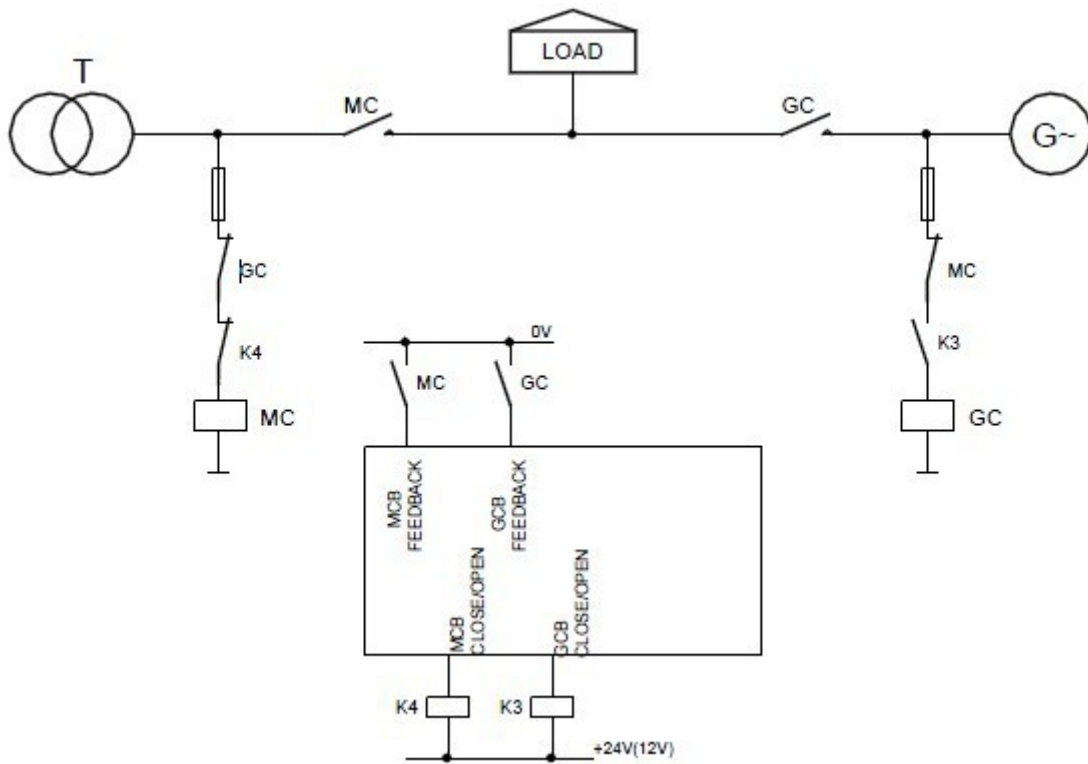 LOAD
T
MC
GC
G~
GC
MC
K4
K3
0V
MC
GC
MC
GC
MCB
FEEDBACK
GCB
FEEDBACK
MCB
CLOSE/OPEN
GCB
CLOSE/OPEN
K4
K3
+24V(12V)